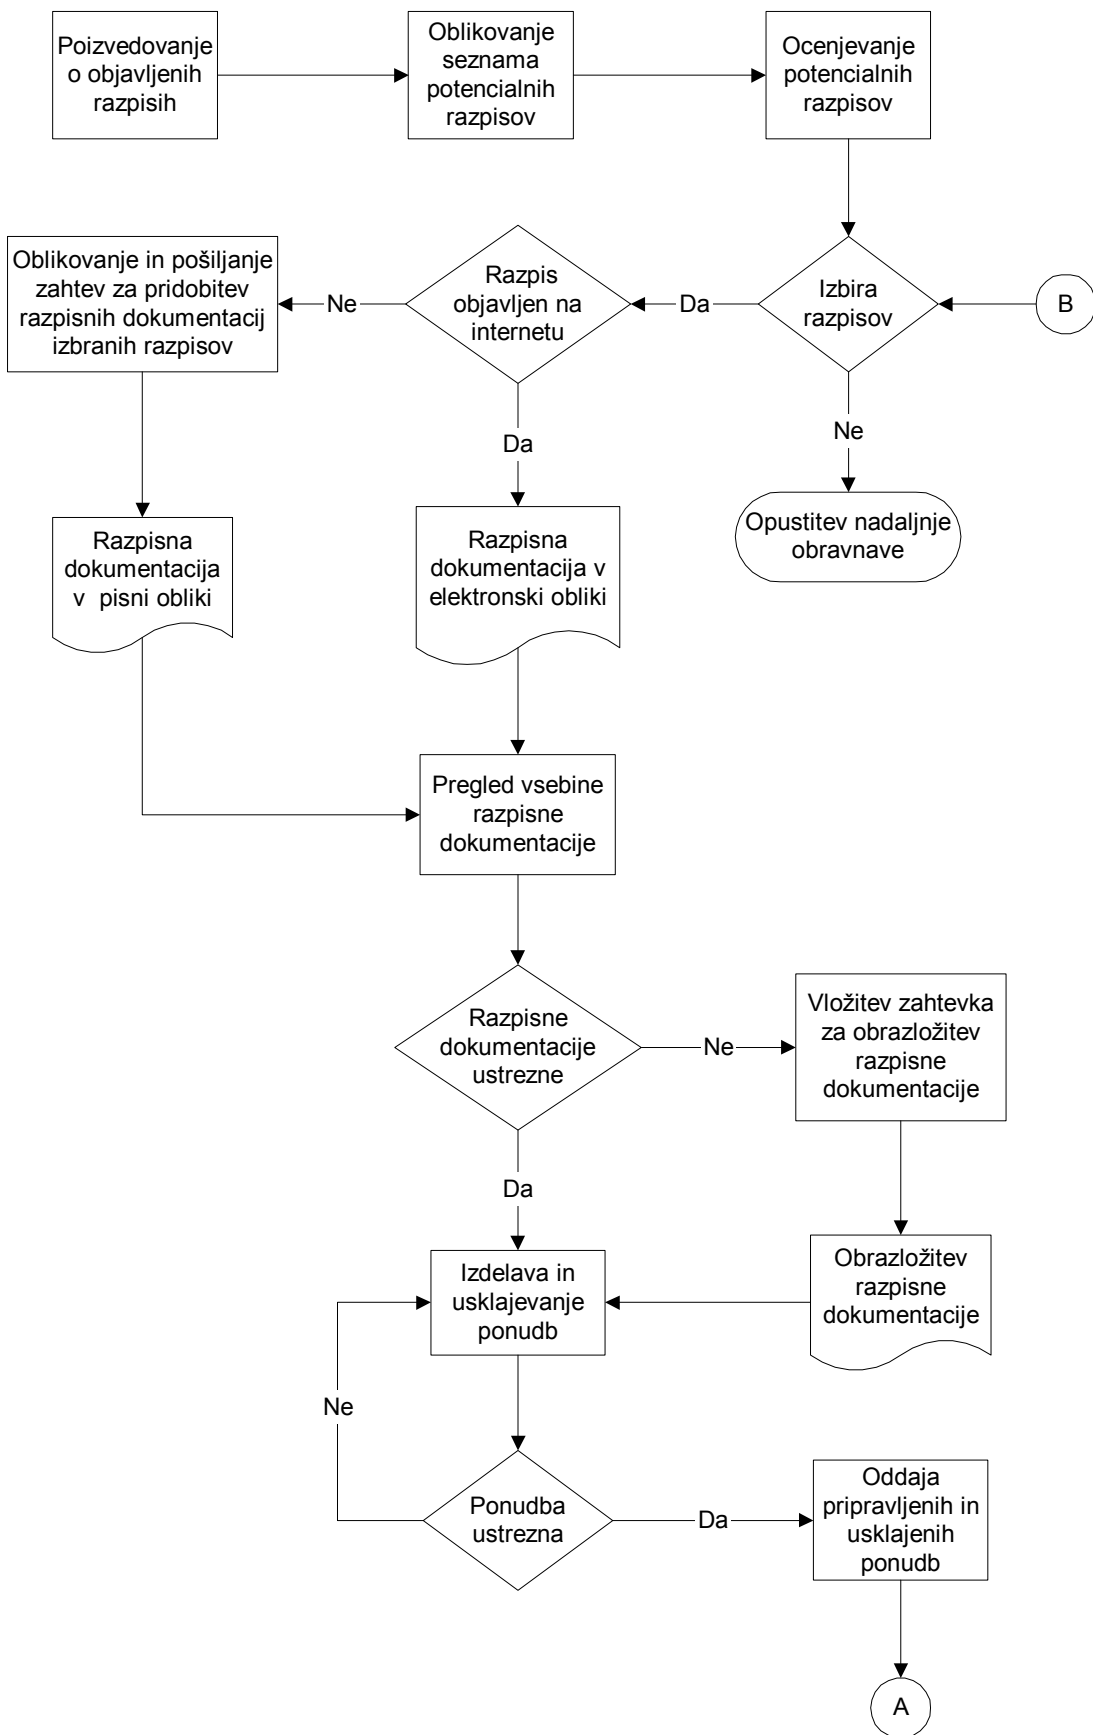 Poizvedovanje
o objavljenih
razpisih
Oblikovanje
seznama
potencialnih
razpisov
Ocenjevanje
potencialnih
razpisov
Oblikovanje in pošiljanje
zahtev za pridobitev
razpisnih dokumentacij
izbranih razpisov
Ne
Razpis
objavljen na
internetu
Da
Izbira
razpisov
B
Da
Ne
Razpisna
dokumentacija
v pisni obliki
Razpisna
dokumentacija v
elektronski obliki
Opustitev nadaljnje
obravnave
Pregled vsebine
razpisne
dokumentacije
Razpisne
dokumentacije
ustrezne
Ne
Vložitev zahtevka
za obrazložitev
razpisne
dokumentacije
Da
Izdelava in
usklajevanje
ponudb
Obrazložitev
razpisne
dokumentacije
Ne
Ponudba
ustrezna
Da
Oddaja
pripravljenih in
usklajenih
ponudb
A